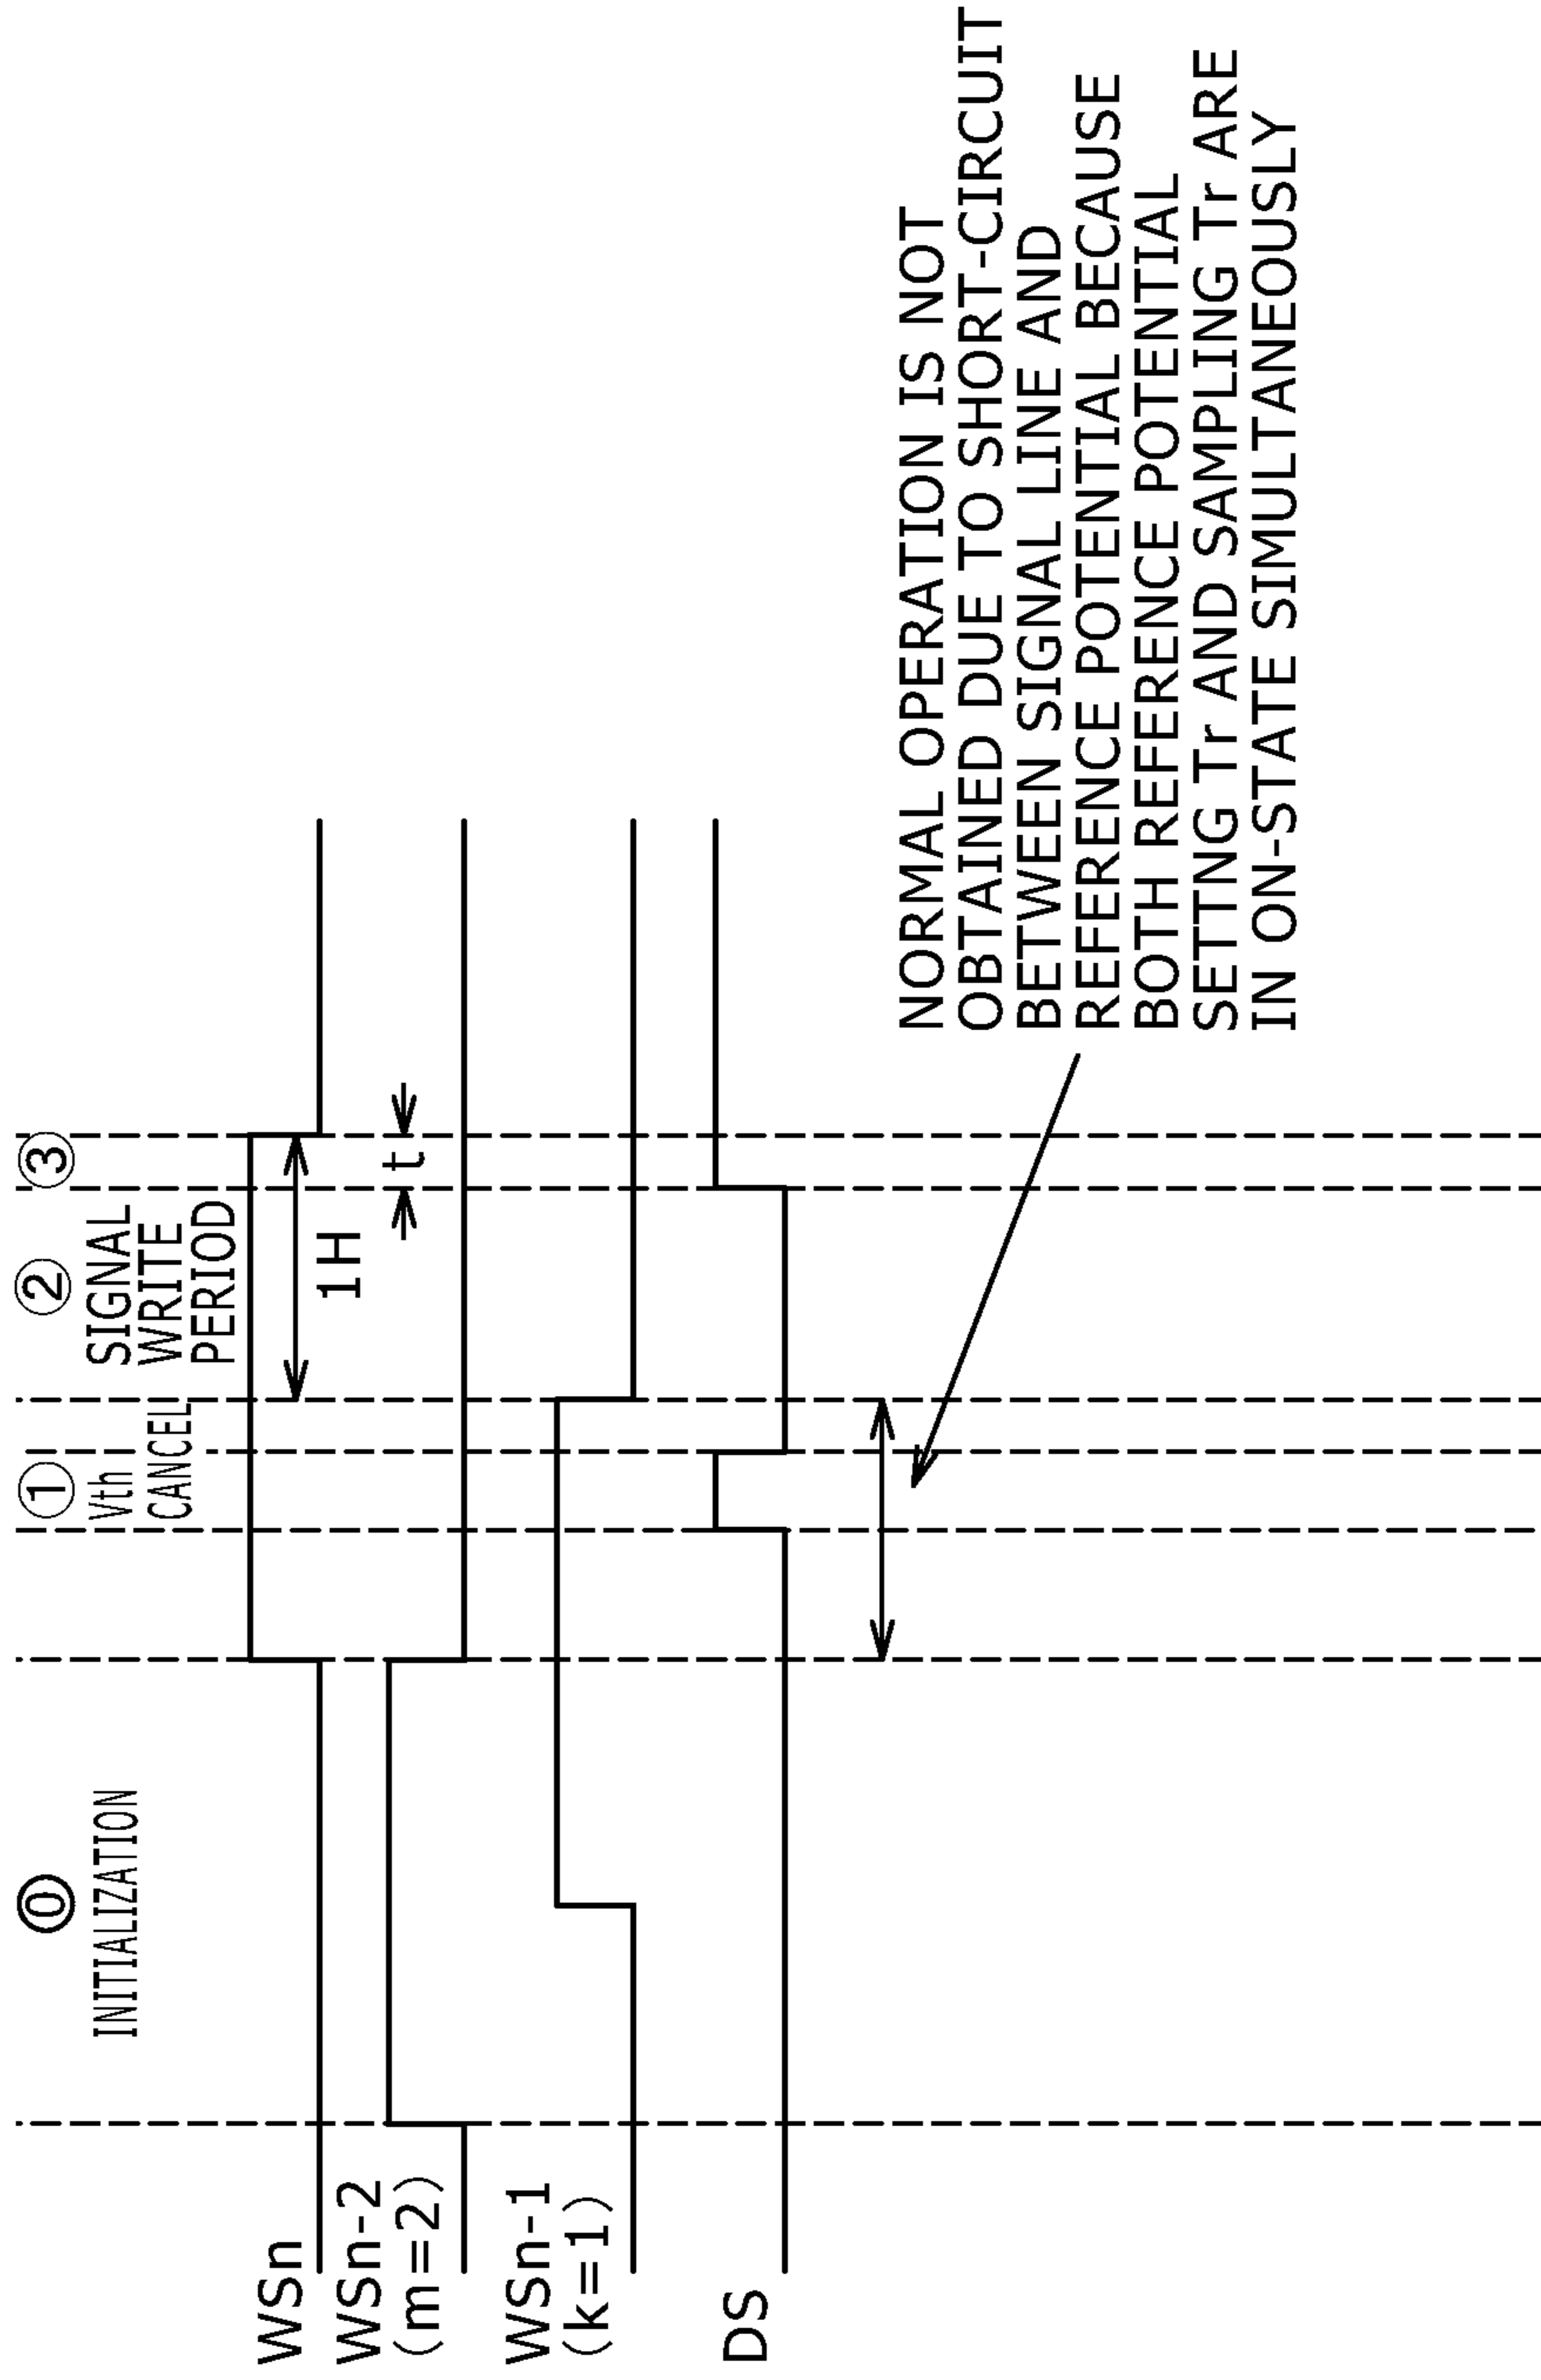 ⓪
INITIALIZATION
①
Vth
CANCEL
②
SIGNAL
WRITE
PERIOD
③
WSn
1H
WSn-2
(m=2)
t
WSn-1
(k=1)
DS
NORMAL OPERATION IS NOT
OBTAINED DUE TO SHORT-CIRCUIT
BETWEEN SIGNAL LINE AND
REFERENCE POTENTIAL BECAUSE
BOTH REFERENCE POTENTIAL
SETTNG Tr AND SAMPLING Tr ARE
IN ON-STATE SIMULTANEOUSLY